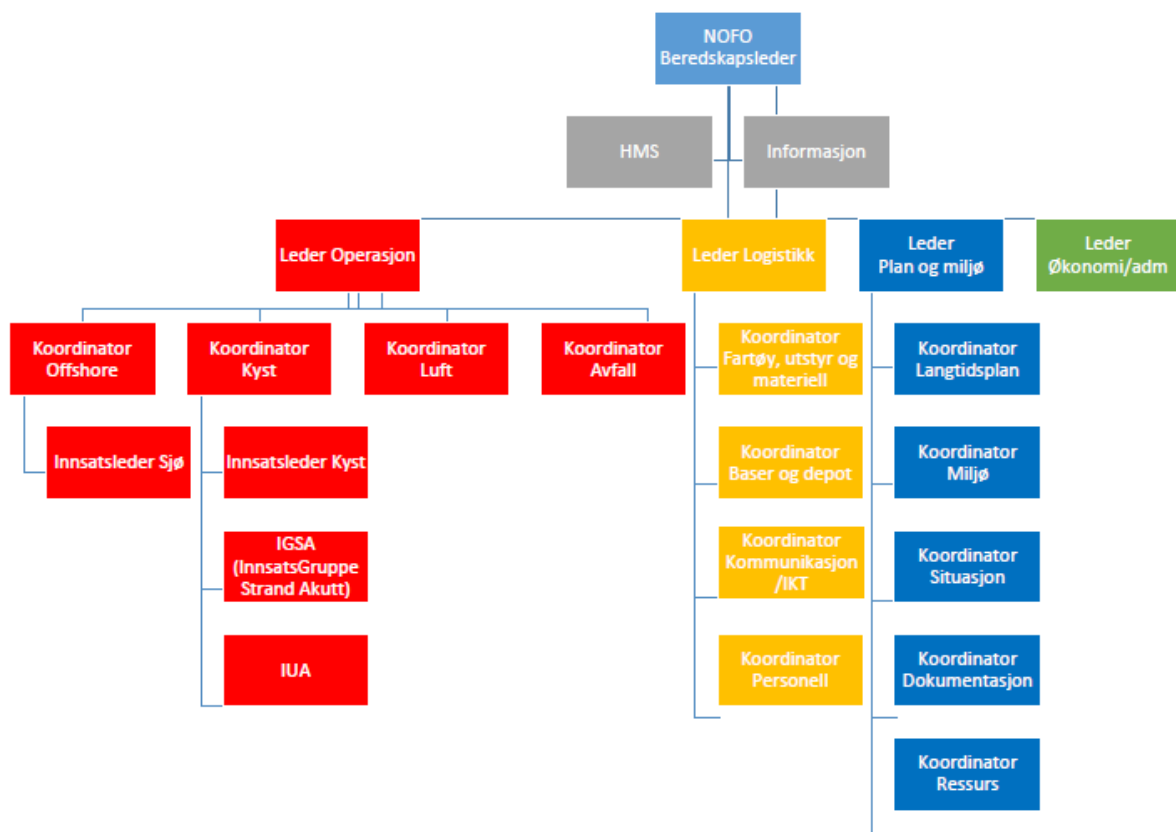 NOFO
Beredskapsleder
HMS
Informasjon
Leder Operasjon
Leder Logistikk
Leder
Plan og miljø
Leder
Økonomi/adm
Koordinator
Offshore
Koordinator
Kyst
Koordinator
Luft
Koordinator
Avfall
Koordinator
Fartøy, utstyr og
materiell
Koordinator
Langtidsplan
Innsatsleder Sjø
Innsatsleder Kyst
Koordinator
Baser og depot
Koordinator
Miljø
IGSA
(InnsatsGruppe
Strand Akutt)
Koordinator
Kommunikasjon
/IKT
Koordinator
Situasjon
IUA
Koordinator
Personell
Koordinator
Dokumentasjon
Koordinator
Ressurs